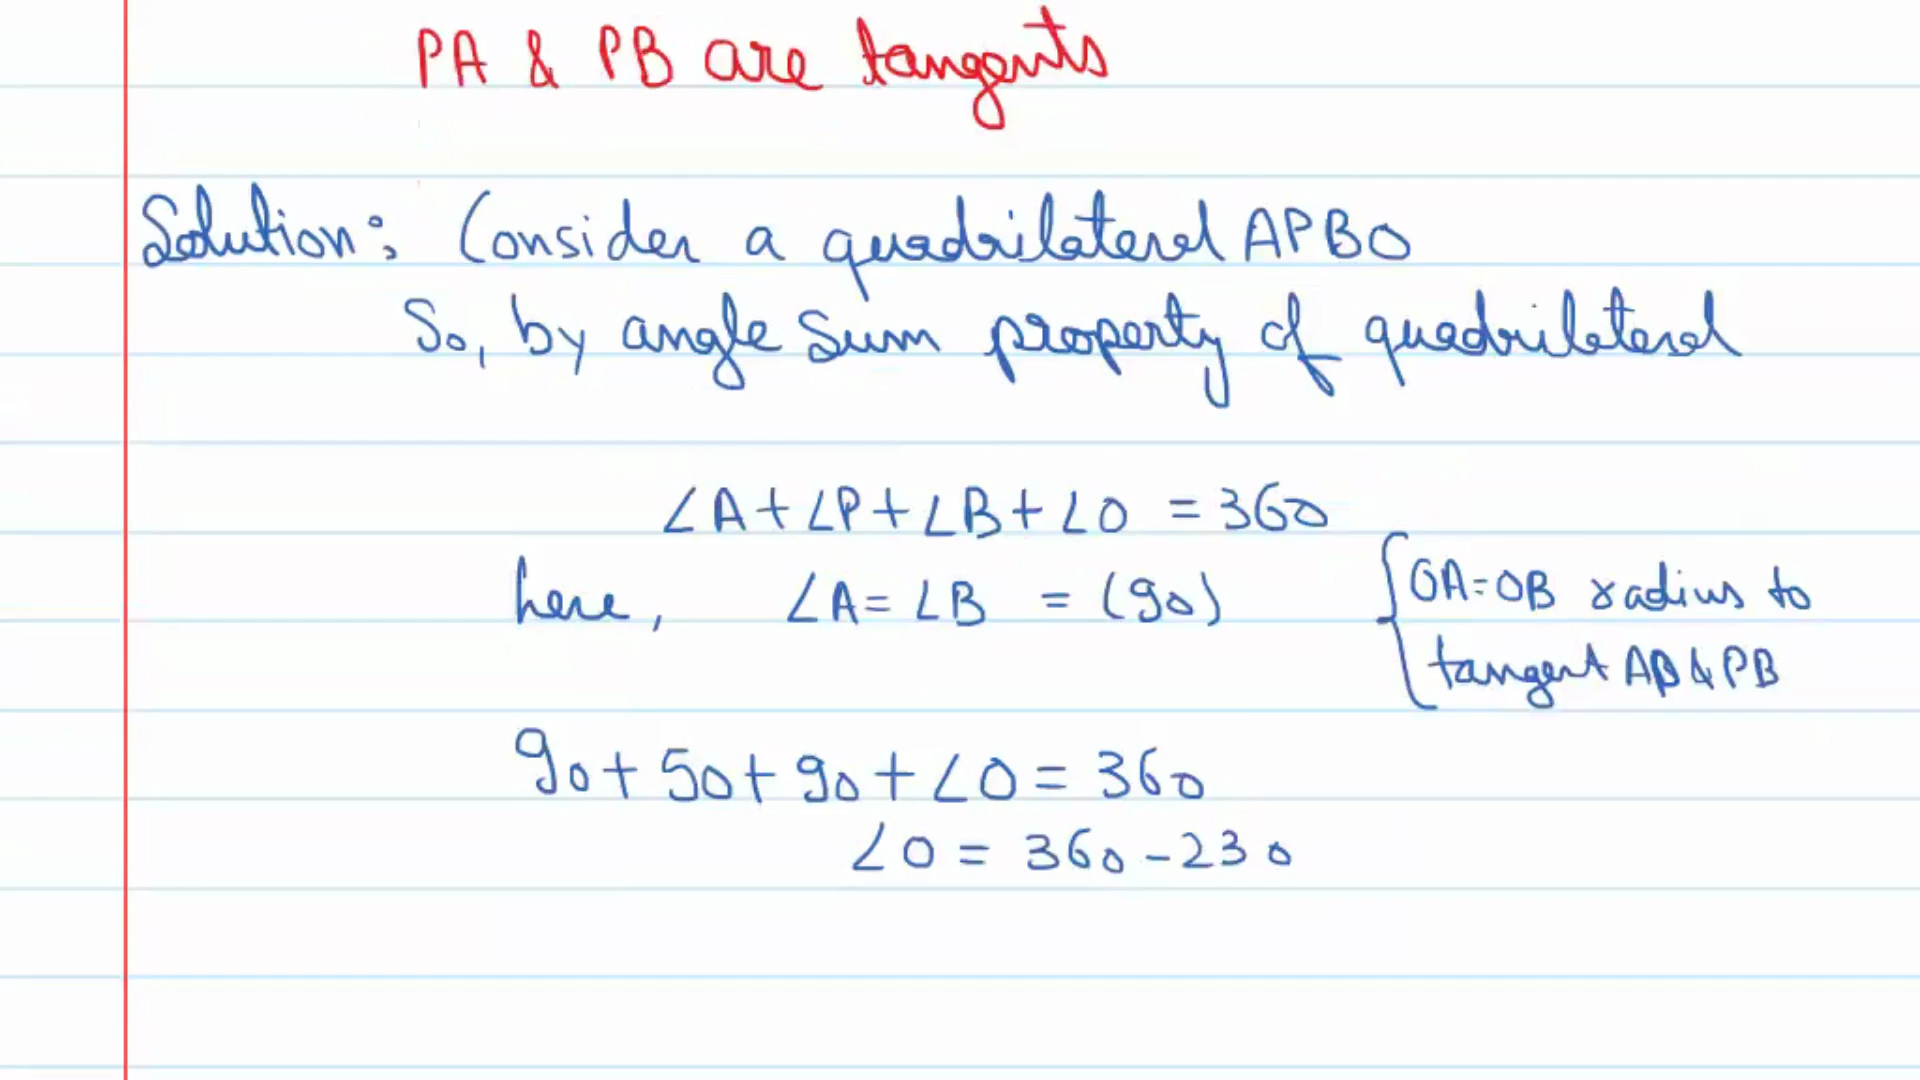 PA & PB are tangents
Solution: Consider a quadrilateral APBO
So, by angle sum property of quadrilateral
∠A+∠P+∠B+∠O = 360
here, ∠A= ∠B = (90)
{OA=OB radius to
tangent AP & PB
90+50+90+∠O= 360
∠O = 360-230